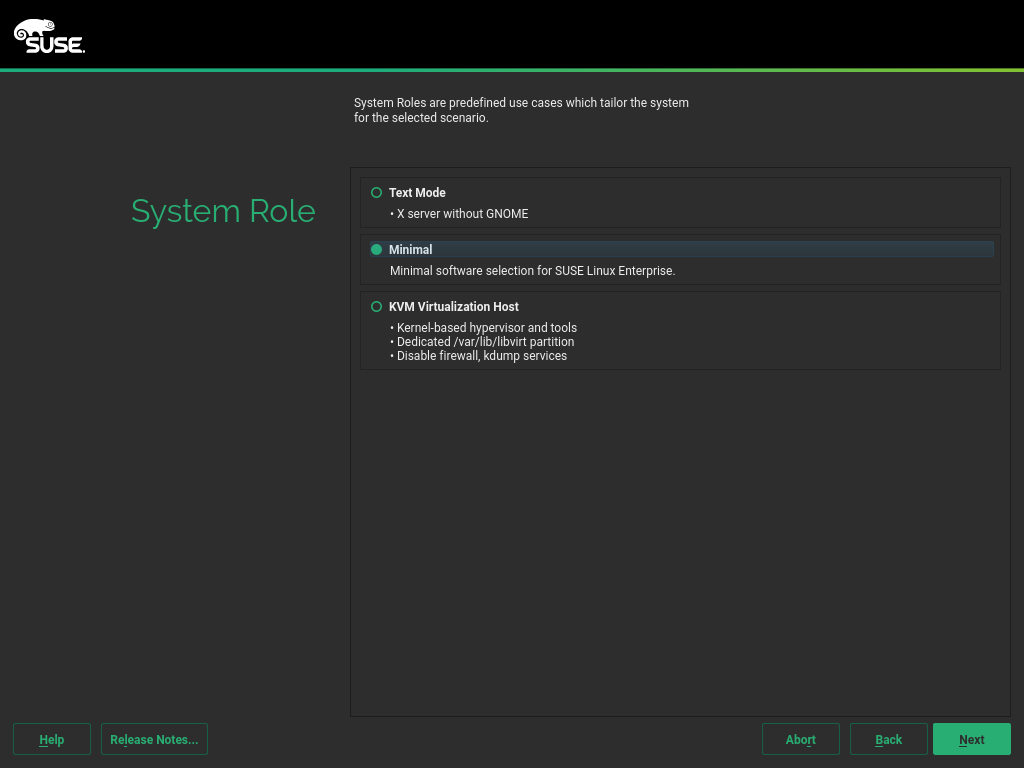 SUSE.
System Roles are predefined use cases which tailor the system
for the selected scenario.
System Role
Text Mode
• X server without GNOME
Minimal
Minimal software selection for SUSE Linux Enterprise.
KVM Virtualization Host
• Kernel-based hypervisor and tools
• Dedicated /var/lib/libvirt partition
• Disable firewall, kdump services
Help
Release Notes...
Abort
Back
Next